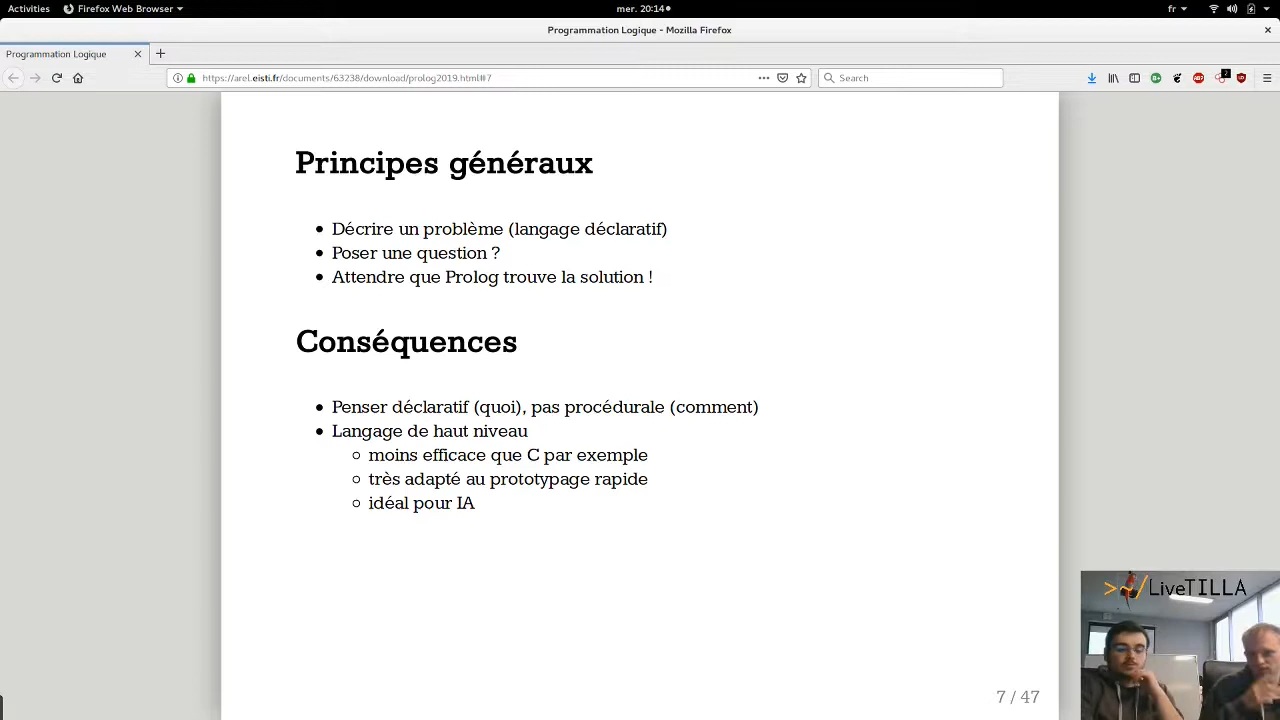 Activities Firefox Web Browser mer. 20:14 fr
Programmation Logique - Mozilla Firefox
Programmation Logique
https://arel.eisti.fr/documents/63238/download/prolog2019.html#7 Search 2
Principes généraux
Décrire un problème (langage déclaratif)
Poser une question ?
Attendre que Prolog trouve la solution !
Conséquences
Penser déclaratif (quoi), pas procédurale (comment)
Langage de haut niveau
moins efficace que C par exemple
très adapté au prototypage rapide
idéal pour IA
LiveTILLA
7 / 47